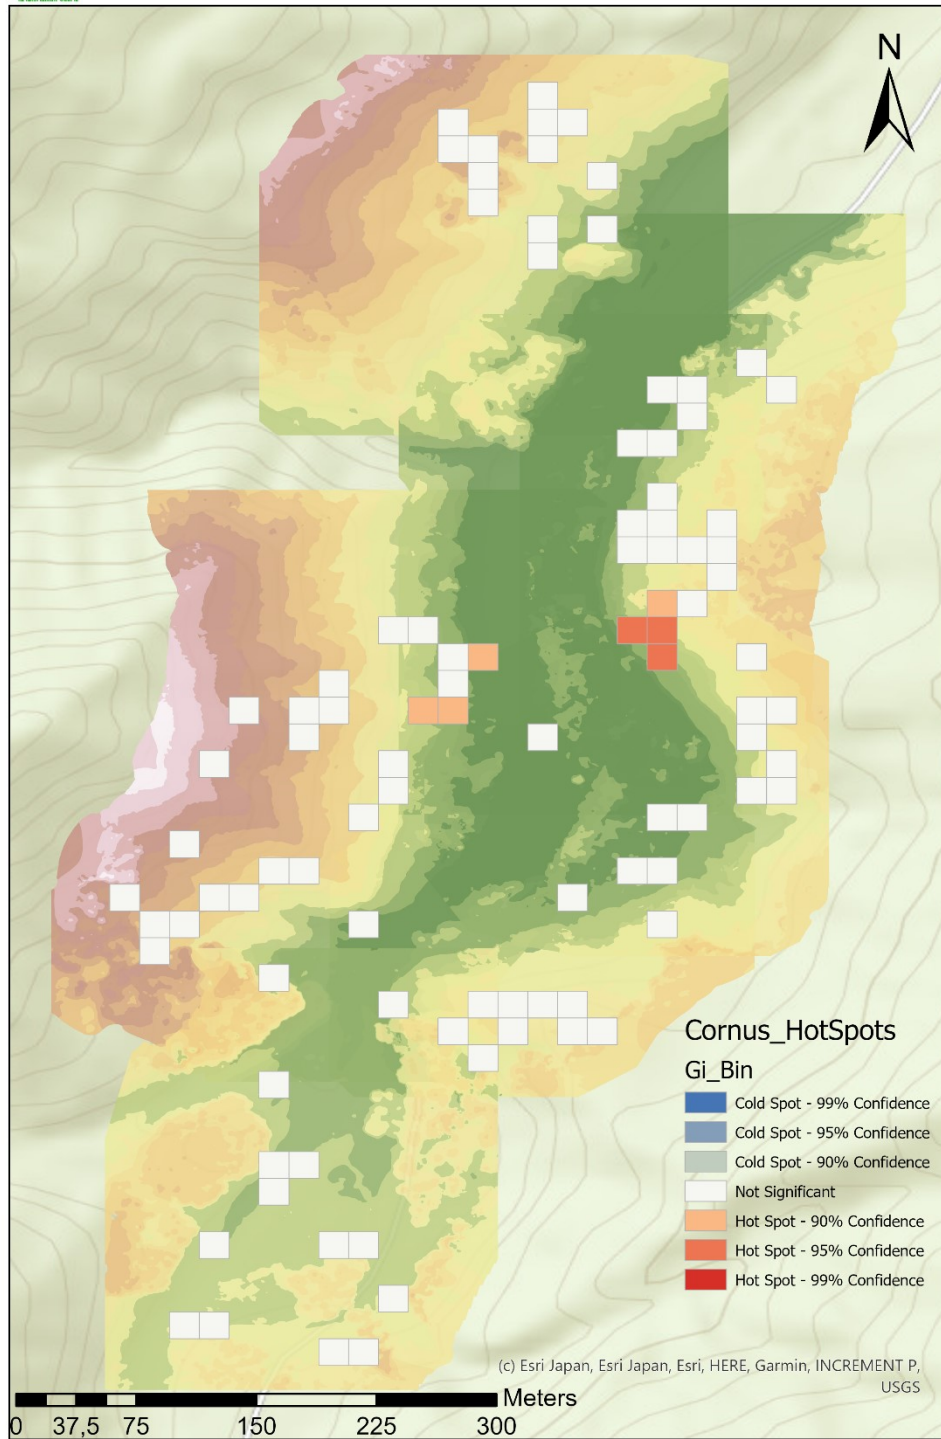 N
Cornus_HotSpots
Gi_Bin
Cold Spot - 99% Confidence
Cold Spot - 95% Confidence
Cold Spot - 90% Confidence
Not Significant
Hot Spot - 90% Confidence
Hot Spot - 95% Confidence
Hot Spot - 99% Confidence
(c) Esri Japan, Esri Japan, Esri, HERE, Garmin, INCREMENT P,
USGS
Meters
0 37,5 75 150 225 300